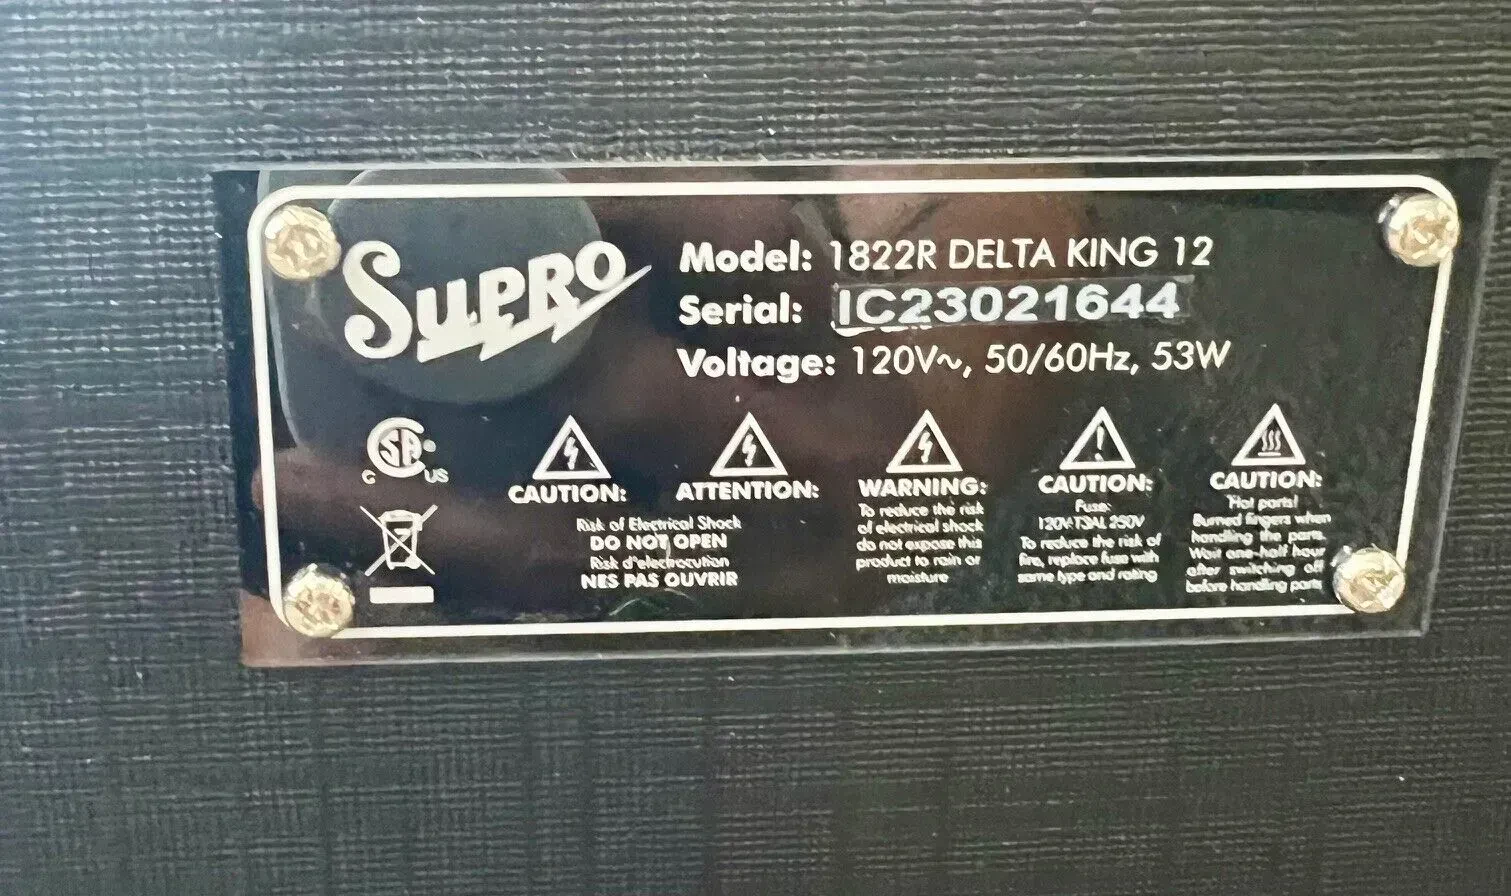 SUPRO
Model: 1822R DELTA KING 12
Serial: IC23021644
Voltage: 120V~, 50/60Hz, 53W
C SA ® US
CAUTION:
ATTENTION:
Risk of Electrical Shock
DO NOT OPEN
Risk d'electrocution
NES PAS OUVRIR
WARNING:
To reduce the risk
of electrical shock
do not expose this
product to rain or
moisture
CAUTION:
Fuse:
120V-T3AL 250V
To reduce the risk of
fire, replace fuse with
same type and rating
CAUTION:
Hot parts!
Burned fingers when
handling the parts.
Wait one-half hour
after switching off
before handling parts